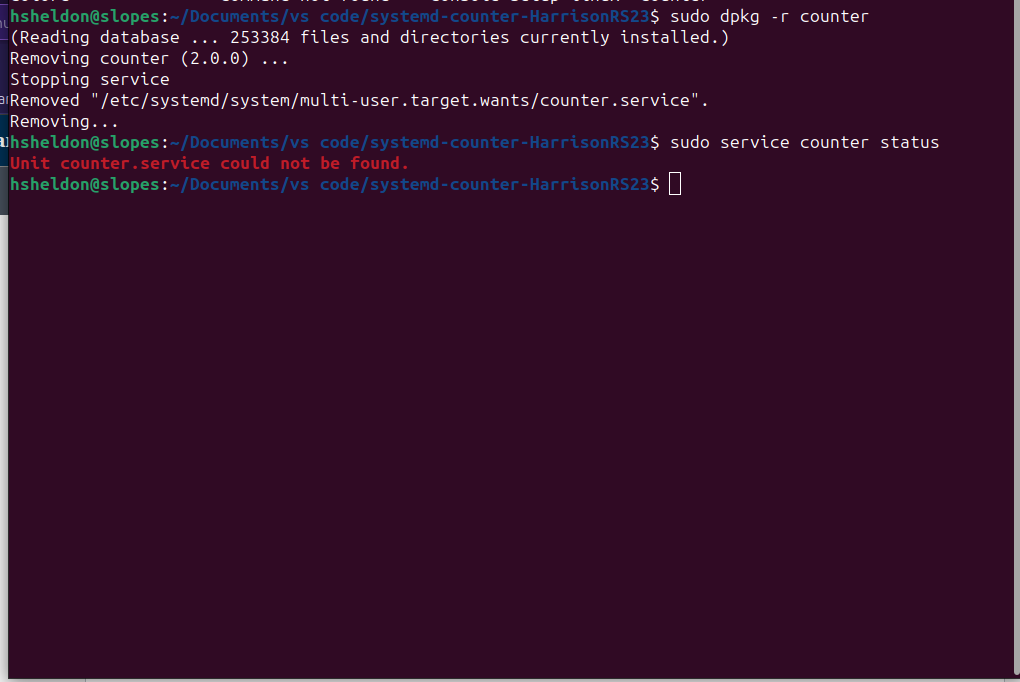 hsheldon@slopes:~/Documents/vs code/systemd-counter-HarrisonRS23$ sudo dpkg -r counter
(Reading database ... 253384 files and directories currently installed.)
Removing counter (2.0.0) ...
Stopping service
Removed "/etc/systemd/system/multi-user.target.wants/counter.service".
Removing...
hsheldon@slopes:~/Documents/vs code/systemd-counter-HarrisonRS23$ sudo service counter status
Unit counter.service could not be found.
hsheldon@slopes:~/Documents/vs code/systemd-counter-HarrisonRS23$